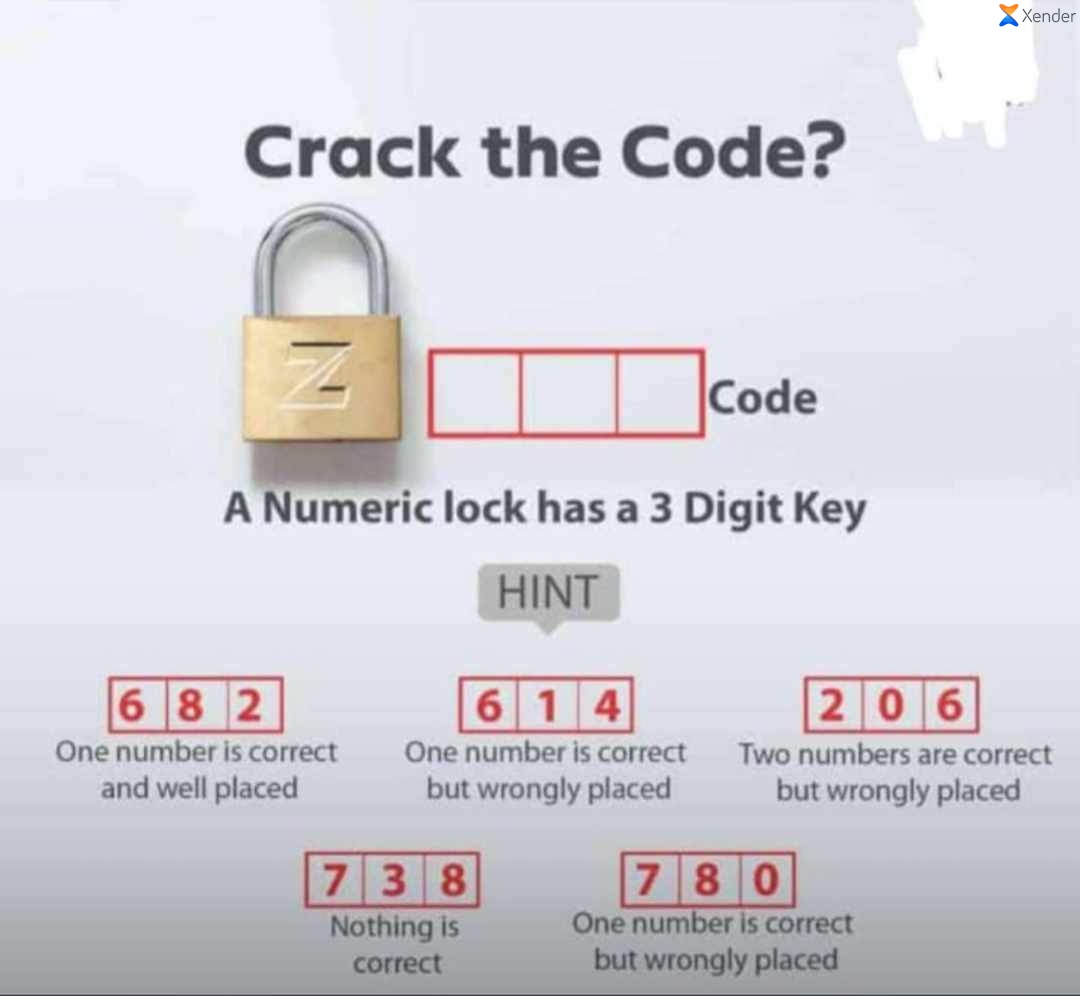 Xender
Crack the Code?
Z
Code
A Numeric lock has a 3 Digit Key
HINT
6 8 2
One number is correct
and well placed
6 1 4
One number is correct
but wrongly placed
2 0 6
Two numbers are correct
but wrongly placed
7 3 8
Nothing is
correct
7 8 0
One number is correct
but wrongly placed